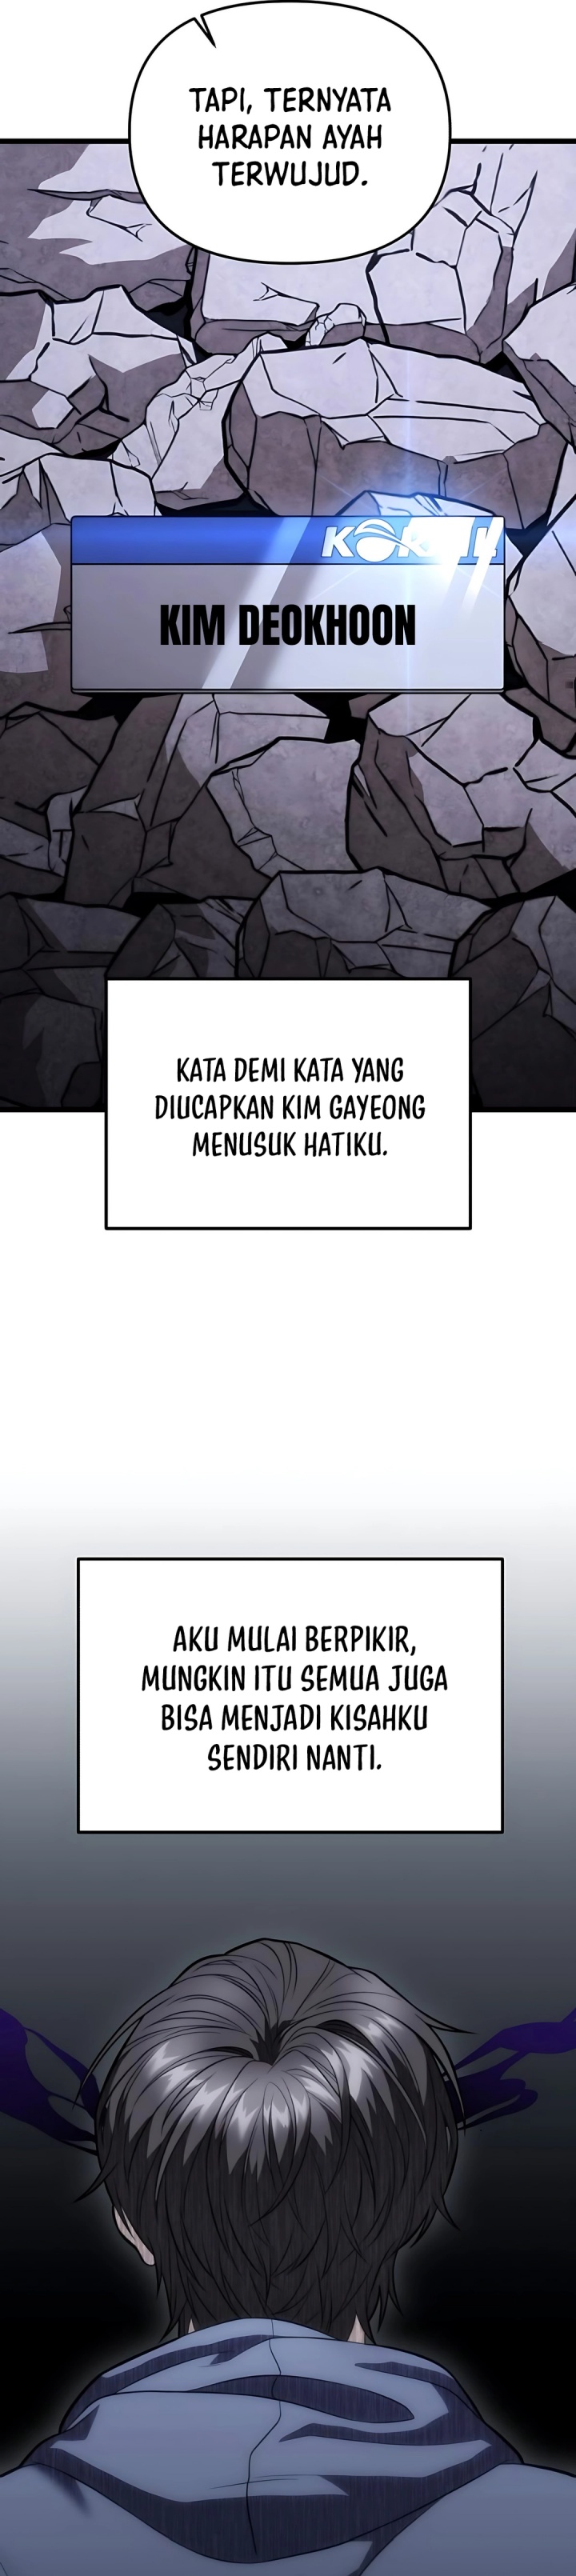 TAPI, TERNYATA
HARAPAN AYAH
TERWUJUD.
KIM DEOKHOON
KATA DEMI KATA YANG
DIUCAPKAN KIM GAYEONG
MENUSUK HATIKU.
AKU MULAI BERPIKIR,
MUNGKIN ITU SEMUA JUGA
BISA MENJADI KISAHKU
SENDIRI NANTI.